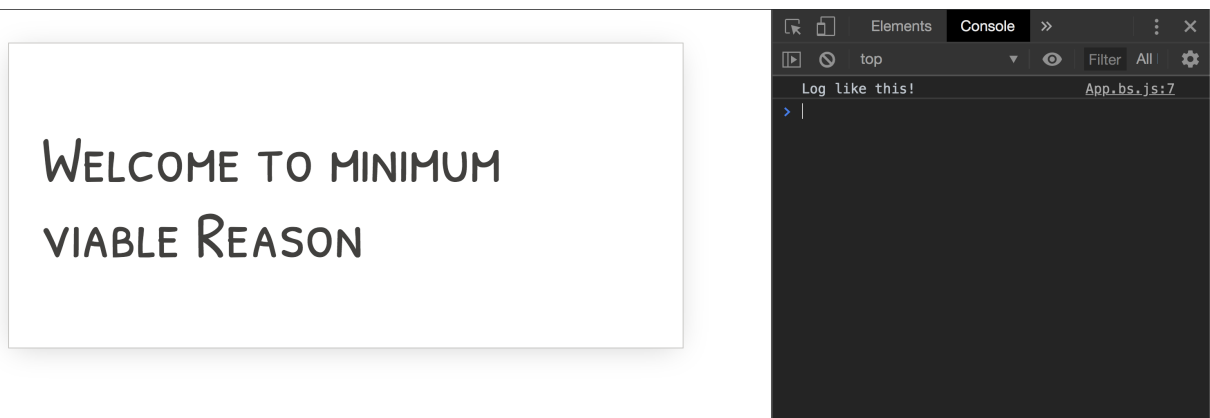 Welcome to minimum
viable Reason
Elements Console »
top Filter All
Log like this! App.bs.js:7
>